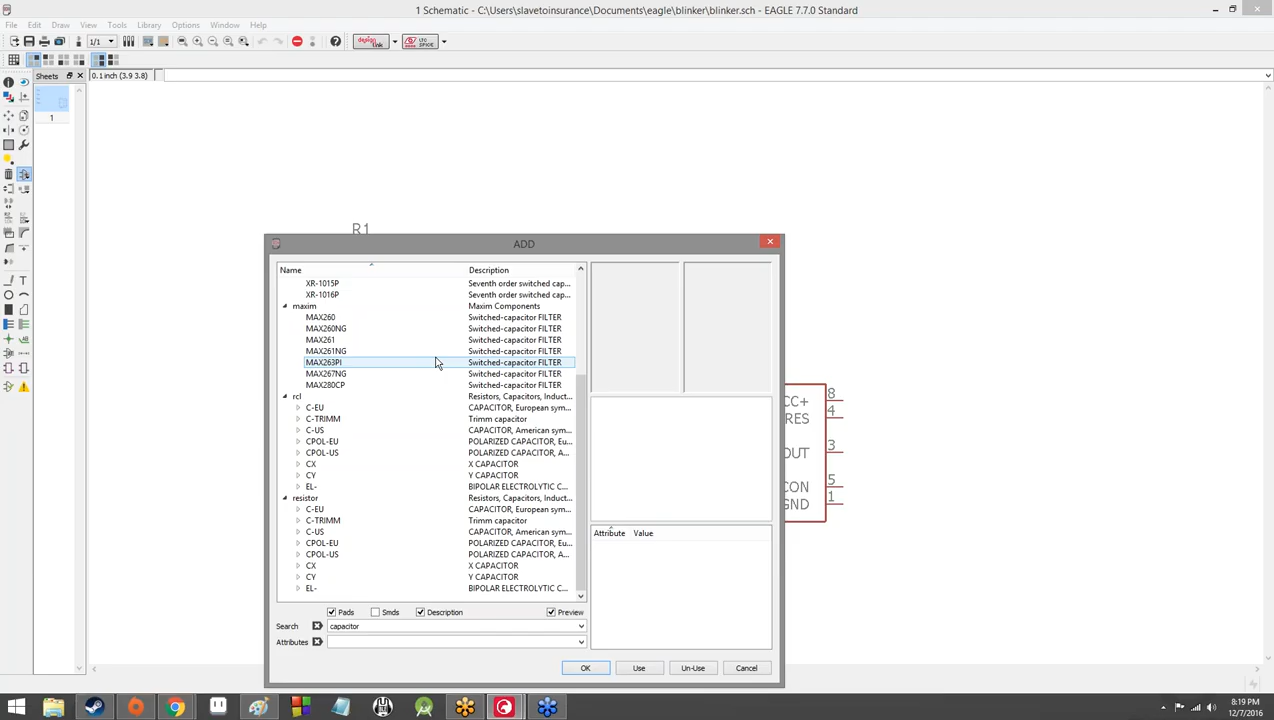 1 Schematic - C:\Users\slavetoinsurance\Documents\eagle\blinker\blinker.sch - EAGLE 7.7.0 Standard
File Edit Draw View Tools Library Options Window Help
1/1 design link LTC SPICE
Sheets 0.1 inch (3.9 3.8)
1
R1
ADD
Name Description
XR-1015P Seventh order switched cap...
XR-1016P Seventh order switched cap...
maxim Maxim Components
MAX260 Switched-capacitor FILTER
MAX260NG Switched-capacitor FILTER
MAX261 Switched-capacitor FILTER
MAX261NG Switched-capacitor FILTER
MAX263PI Switched-capacitor FILTER
MAX267NG Switched-capacitor FILTER
MAX280CP Switched-capacitor FILTER
rcl Resistors, Capacitors, Induct...
C-EU CAPACITOR, European sym...
C-TRIMM Trimm capacitor
C-US CAPACITOR, American sym...
CPOL-EU POLARIZED CAPACITOR, Eu...
CPOL-US POLARIZED CAPACITOR, A...
CX X CAPACITOR
CY Y CAPACITOR
EL- BIPOLAR ELECTROLYTIC C...
resistor Resistors, Capacitors, Induct...
C-EU CAPACITOR, European sym...
C-TRIMM Trimm capacitor
C-US CAPACITOR, American sym...
CPOL-EU POLARIZED CAPACITOR, Eu...
CPOL-US POLARIZED CAPACITOR, A...
CX X CAPACITOR
CY Y CAPACITOR
EL- BIPOLAR ELECTROLYTIC C...
Attribute Value
Pads Smds Description Preview
Search capacitor
Attributes
OK Use Un-Use Cancel
CC+ 8
RES 4
OUT 3
CON 5
GND 1
8:19 PM
12/7/2016